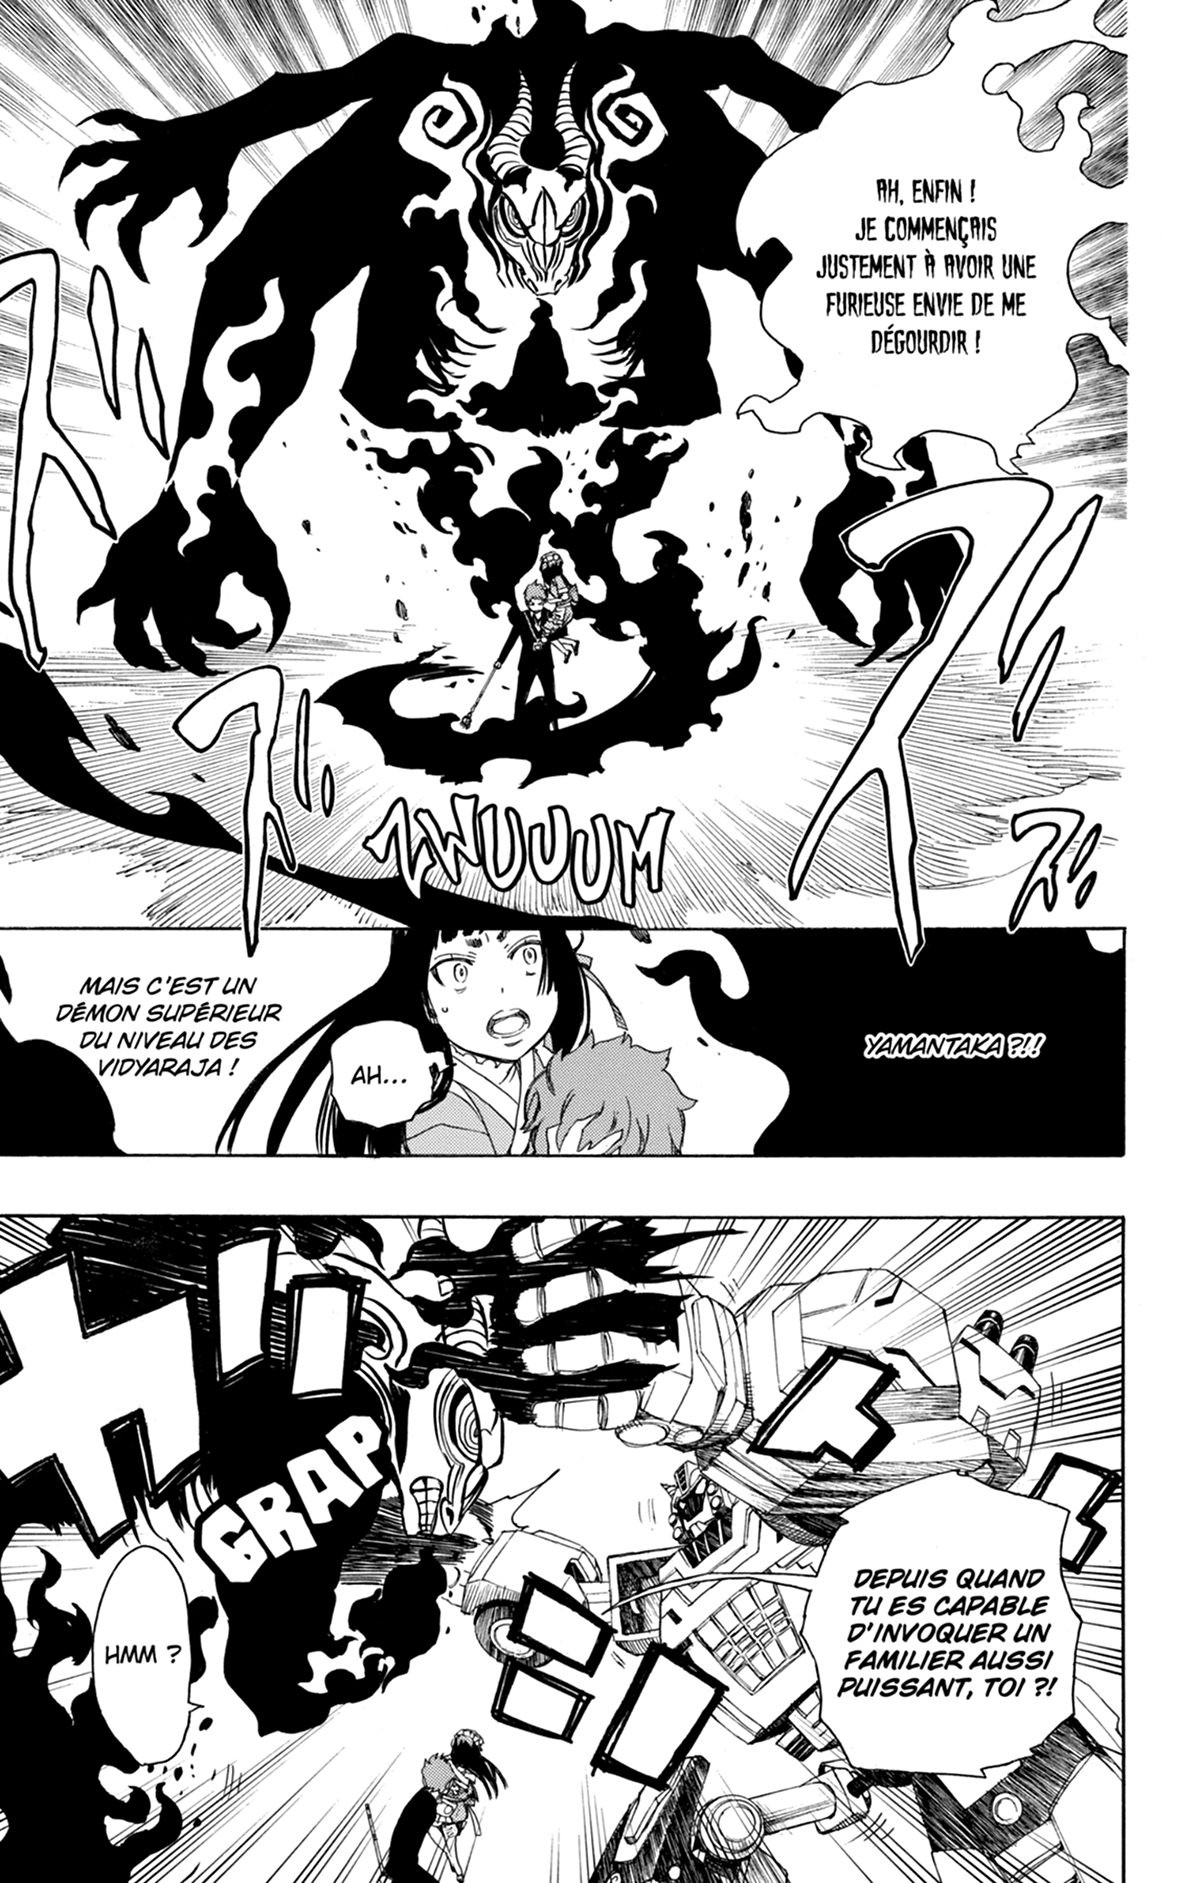 AH, ENFIN !
JE COMMENÇAIS
JUSTEMENT À AVOIR UNE
FURIEUSE ENVIE DE ME
DÉGOURDIR !
ZWUUUM
YAMANTAKA ?!!
AH...
MAIS C'EST UN
DÉMON SUPÉRIEUR
DU NIVEAU DES
VIDYARAJA !
GRAP
DEPUIS QUAND
TU ES CAPABLE
D'INVOQUER UN
FAMILIER AUSSI
PUISSANT, TOI ?!
HMM ?